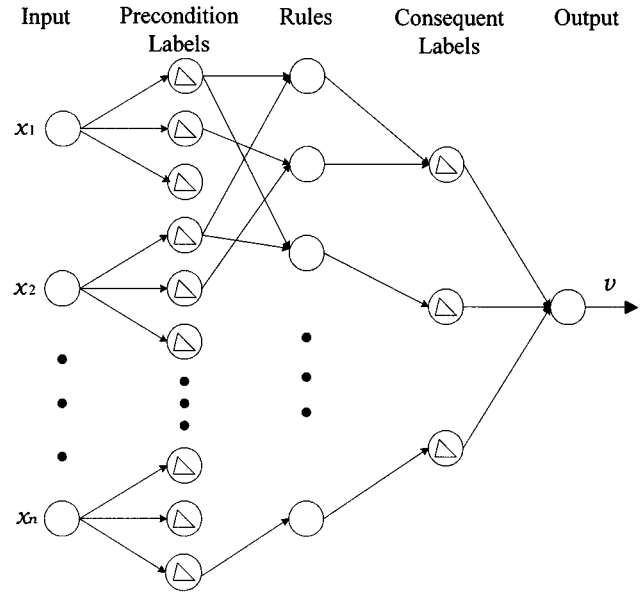 Input
Precondition
Labels
Rules
Consequent
Labels
Output
x1
x2
xn
v